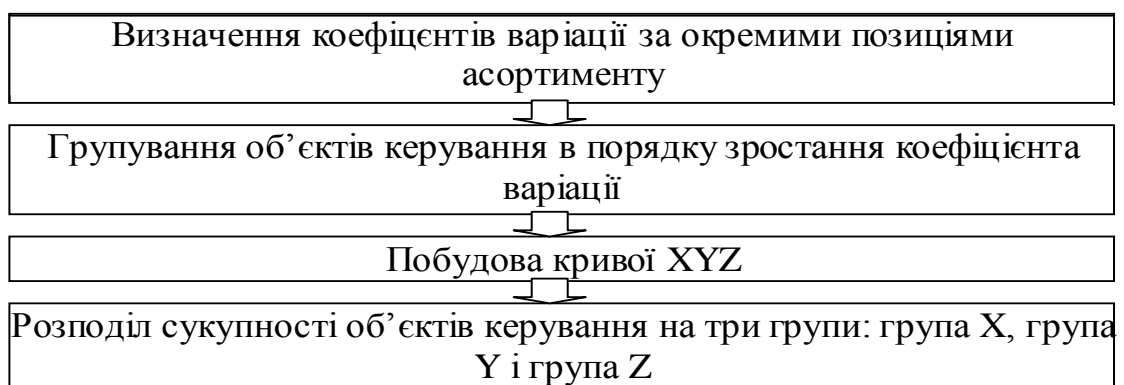 Визначення коефіцєнтів варіації за окремими позиціями
асортименту
Групування об’єктів керування в порядку зростання коефіцієнта
варіації
Побудова кривої XYZ
Розподіл сукупності об’єктів керування на три групи: група X, група
Y і група Z